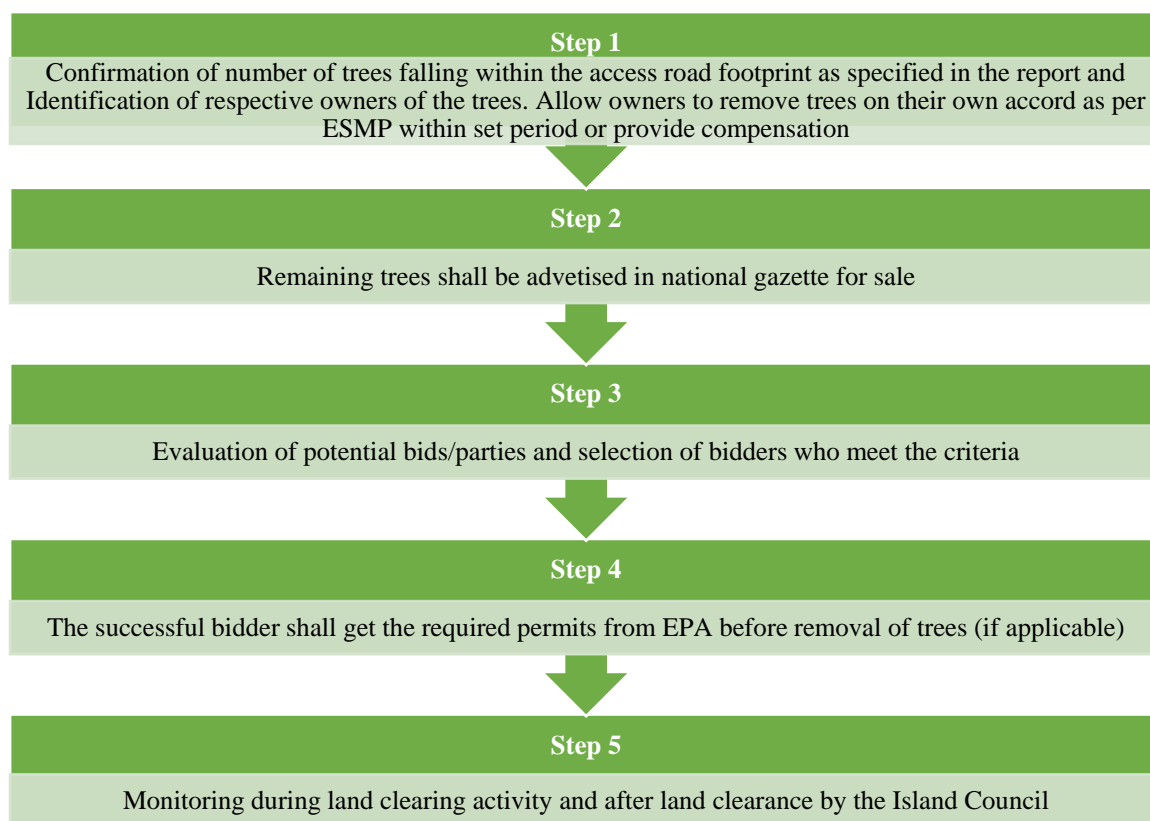 Step 1
Confirmation of number of trees falling within the access road footprint as specified in the report and
Identification of respective owners of the trees. Allow owners to remove trees on their own accord as per
ESMP within set period or provide compensation
Step 2
Remaining trees shall be advetised in national gazette for sale
Step 3
Evaluation of potential bids/parties and selection of bidders who meet the criteria
Step 4
The successful bidder shall get the required permits from EPA before removal of trees (if applicable)
Step 5
Monitoring during land clearing activity and after land clearance by the Island Council